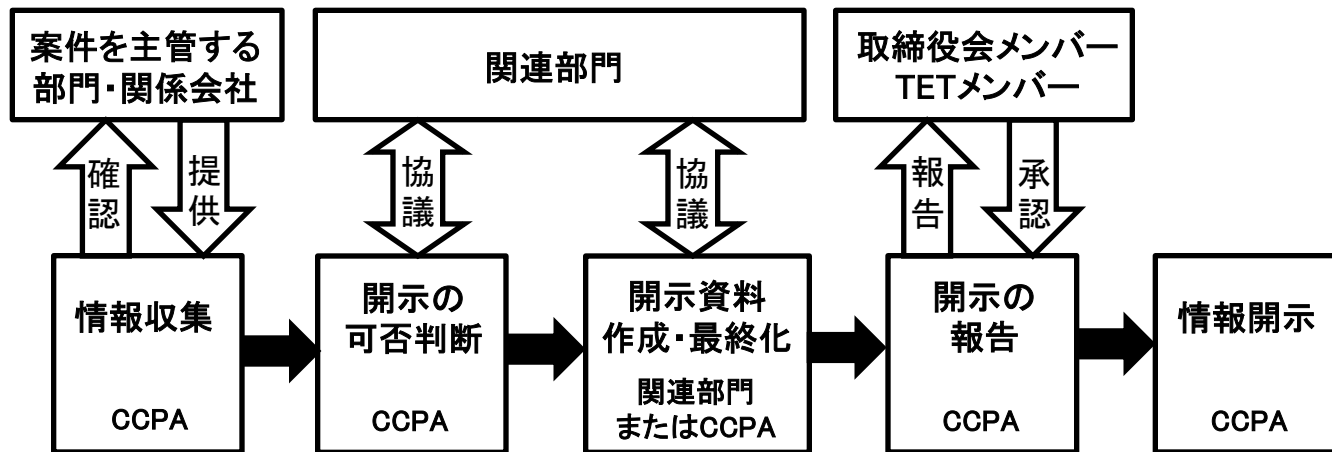 案件を主管する
部門・関係会社
関連部門
取締役会メンバー
TETメンバー
確認
提供
協議
協議
報告
承認
情報収集
CCPA
開示の
可否判断
CCPA
開示資料
作成・最終化
関連部門
またはCCPA
開示の
報告
CCPA
情報開示
CCPA